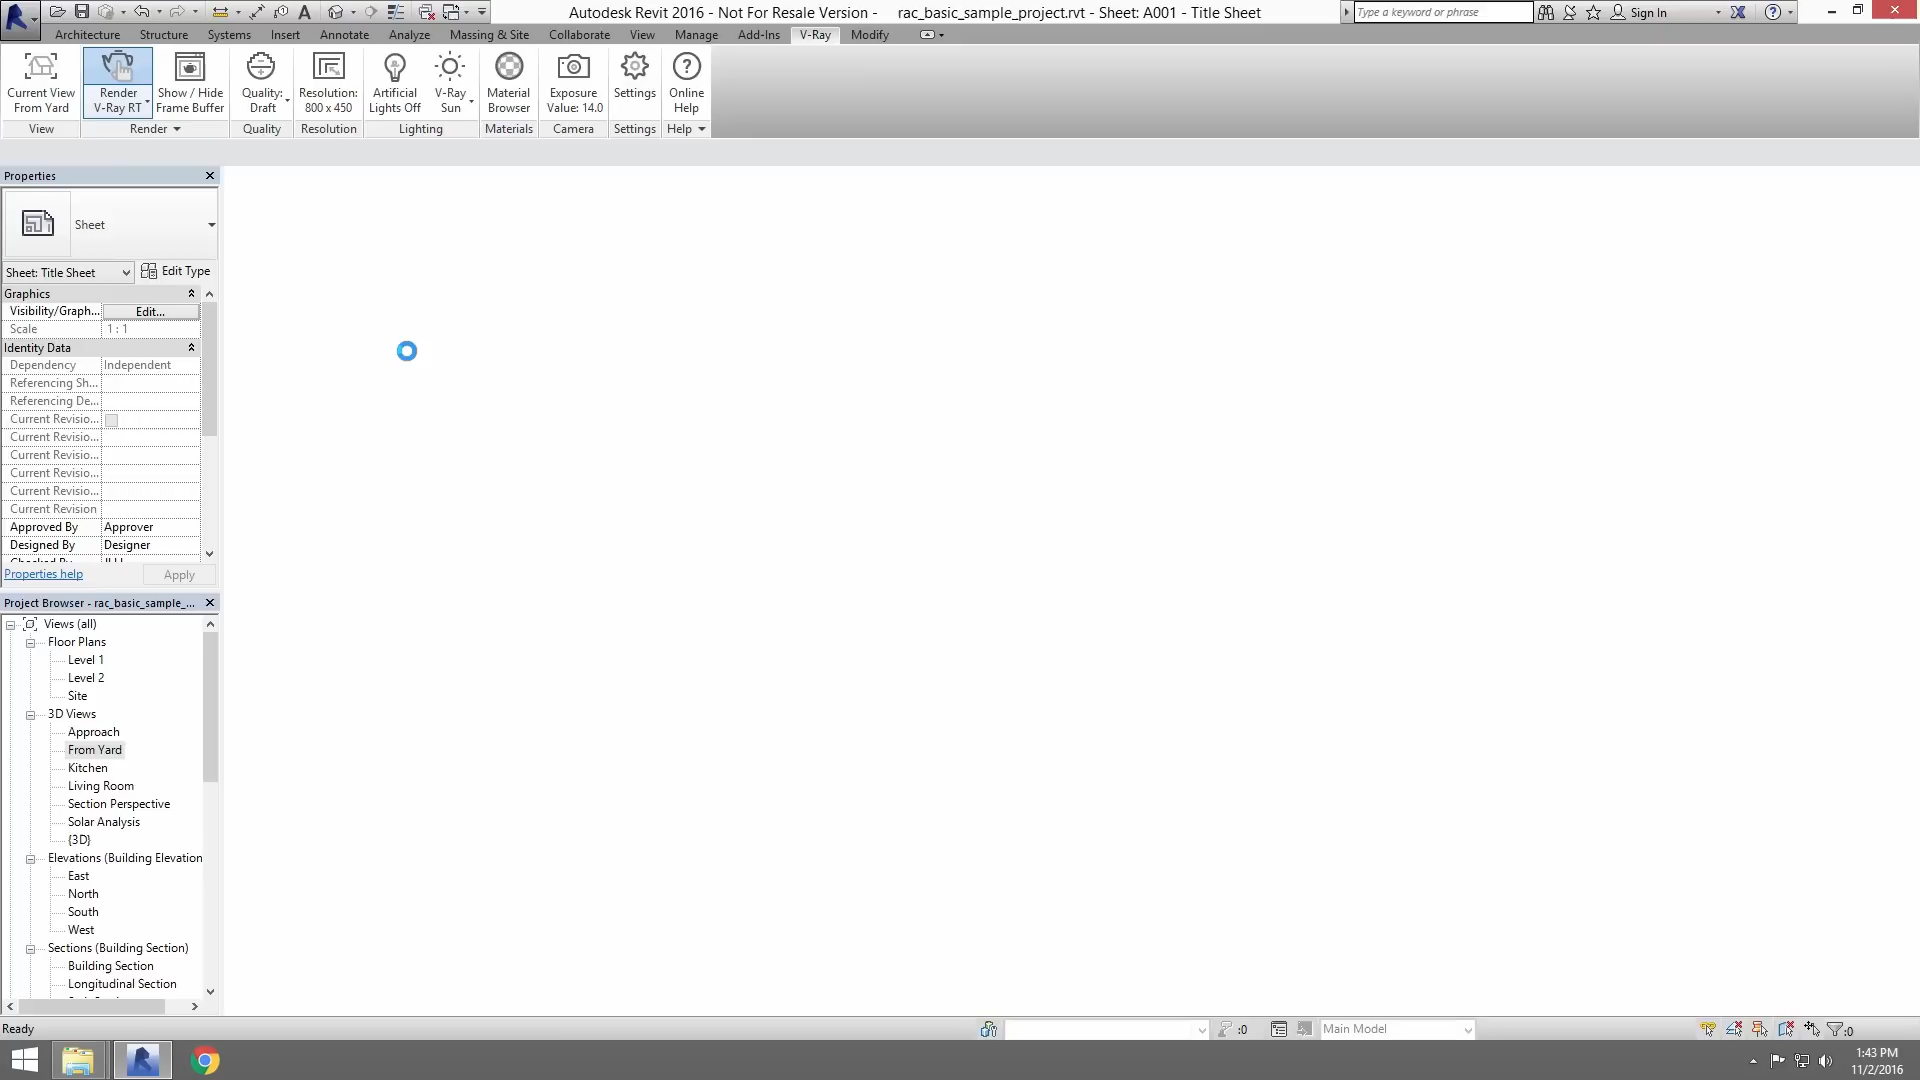 Autodesk Revit 2016 - Not For Resale Version - rac_basic_sample_project.rvt - Sheet: A001 - Title Sheet
Type a keyword or phrase
Sign In
Architecture Structure Systems Insert Annotate Analyze Massing & Site Collaborate View Manage Add-Ins V-Ray Modify
Current View
From Yard
Render
V-Ray RT
Show / Hide
Frame Buffer
Quality:
Draft
Resolution:
800 x 450
Artificial
Lights Off
V-Ray
Sun
Material
Browser
Exposure
Value: 14.0
Settings
Online
Help
View Render Quality Resolution Lighting Materials Camera Settings Help
Properties
Sheet
Sheet: Title Sheet Edit Type
Graphics
Visibility/Graph... Edit...
Scale 1 : 1
Identity Data
Dependency Independent
Referencing Sh...
Referencing De...
Current Revisio...
Current Revisio...
Current Revisio...
Current Revisio...
Current Revisio...
Current Revision
Approved By Approver
Designed By Designer
Properties help Apply
Project Browser - rac_basic_sample_...
Views (all)
Floor Plans
Level 1
Level 2
Site
3D Views
Approach
From Yard
Kitchen
Living Room
Section Perspective
Solar Analysis
{3D}
Elevations (Building Elevation
East
North
South
West
Sections (Building Section)
Building Section
Longitudinal Section
Ready
:0
Main Model
:0
1:43 PM
11/2/2016